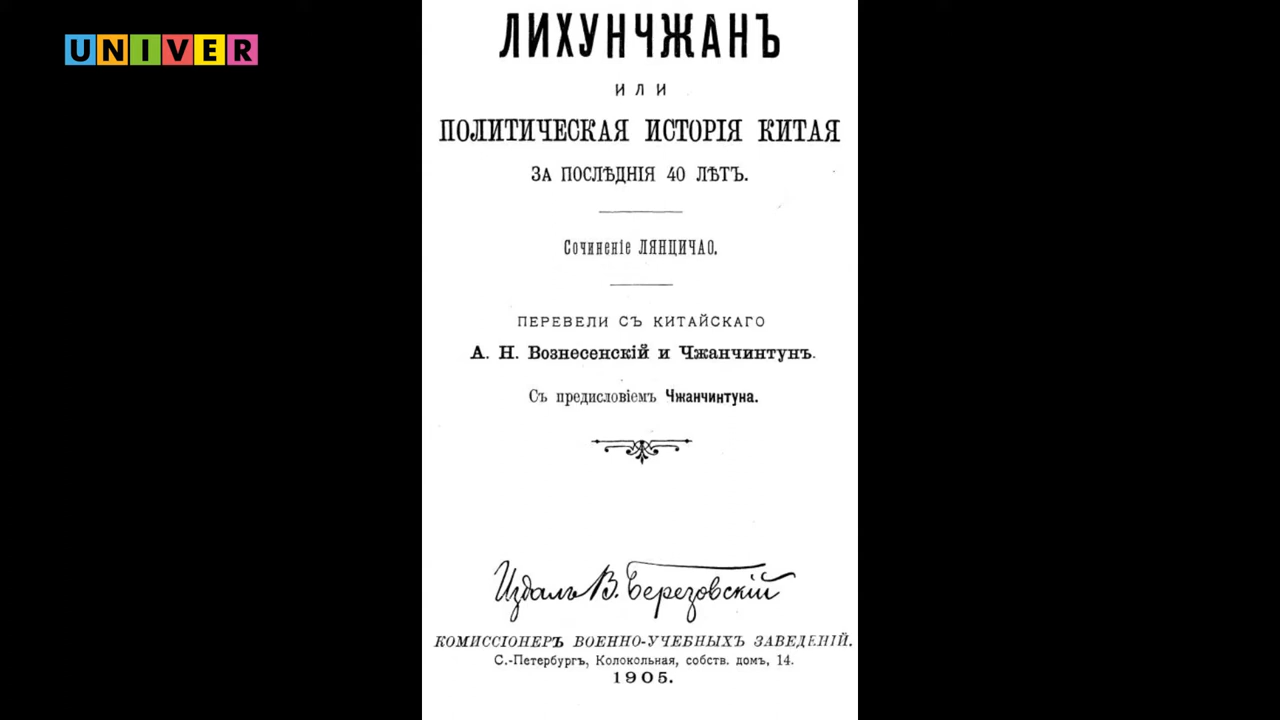 UNIVER
ЛИХУНЧЖАНЪ
ИЛИ
ПОЛИТИЧЕСКАЯ ИСТОРІЯ КИТАЯ
ЗА ПОСЛѢДНІЯ 40 ЛѢТЪ.
Сочиненіе ЛЯНЦИЧАО.
ПЕРЕВЕЛИ СЪ КИТАЙСКАГО
А. Н. Вознесенскій и Чжанчинтунъ.
Съ предисловіемъ Чжанчинтуна.
Издалъ В. Березовскій
КОМИССІОНЕРЪ ВОЕННО-УЧЕБНЫХЪ ЗАВЕДЕНІЙ.
С.-Петербургъ, Колокольная, собств. домъ, 14.
1905.